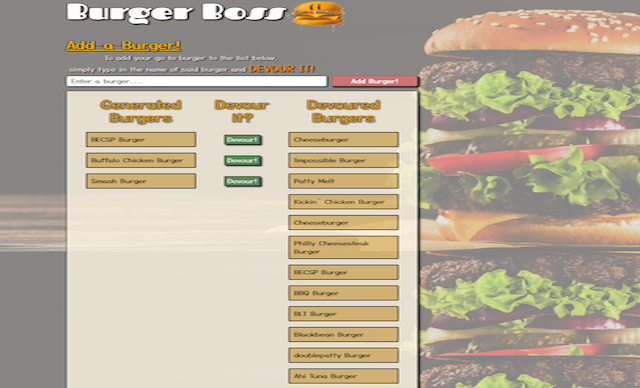 Burger Boss
Add-a-Burger!
To add your go to burger to the list below,
simply type in the name of said burger and DEVOUR IT!
Enter a burger... Add Burger!
Generated Burgers
Devour It?
Devoured Burgers
BECSP Burger Devour! Cheeseburger
Buffalo Chicken Burger Devour! Impossible Burger
Smash Burger Devour! Patty Melt
Kickin' Chicken Burger
Cheeseburger
Philly Cheesesteak
Burger
BECSP Burger
BBQ Burger
BLT Burger
Blackbean Burger
doublepatty Burger
Ahi Tuna Burger